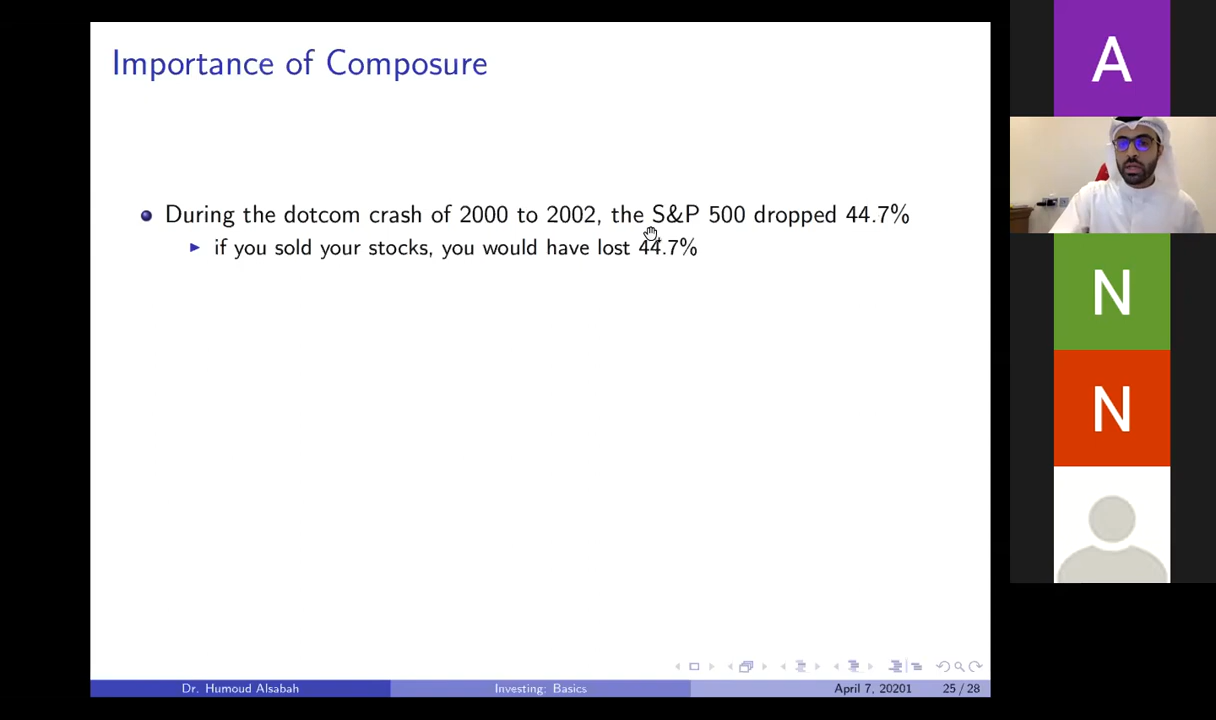 Importance of Composure
During the dotcom crash of 2000 to 2002, the S&P 500 dropped 44.7%
if you sold your stocks, you would have lost 44.7%
Dr. Humoud Alsabah
Investing: Basics
April 7, 20201
25 / 28
A
N
N